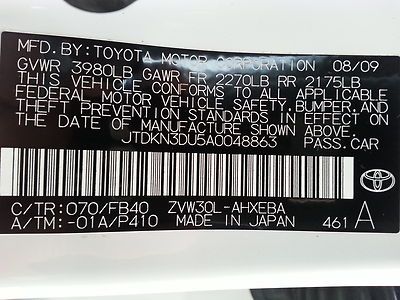 MFD. BY: TOYOTA MOTOR CORPORATION 08/09
GVWR 3980LB GAWR FR 2270LB RR 2175LB
THIS VEHICLE CONFORMS TO ALL APPLICABLE
FEDERAL MOTOR VEHICLE SAFETY, BUMPER, AND
THEFT PREVENTION STANDARDS IN EFFECT ON
THE DATE OF MANUFACTURE SHOWN ABOVE.
JTDKN3DU5A0048863 PASS.CAR
C/TR: 070/FB40 ZVW30L-AHXEBA
A/TM: -01A/P410 MADE IN JAPAN 461 A
TOYOTA